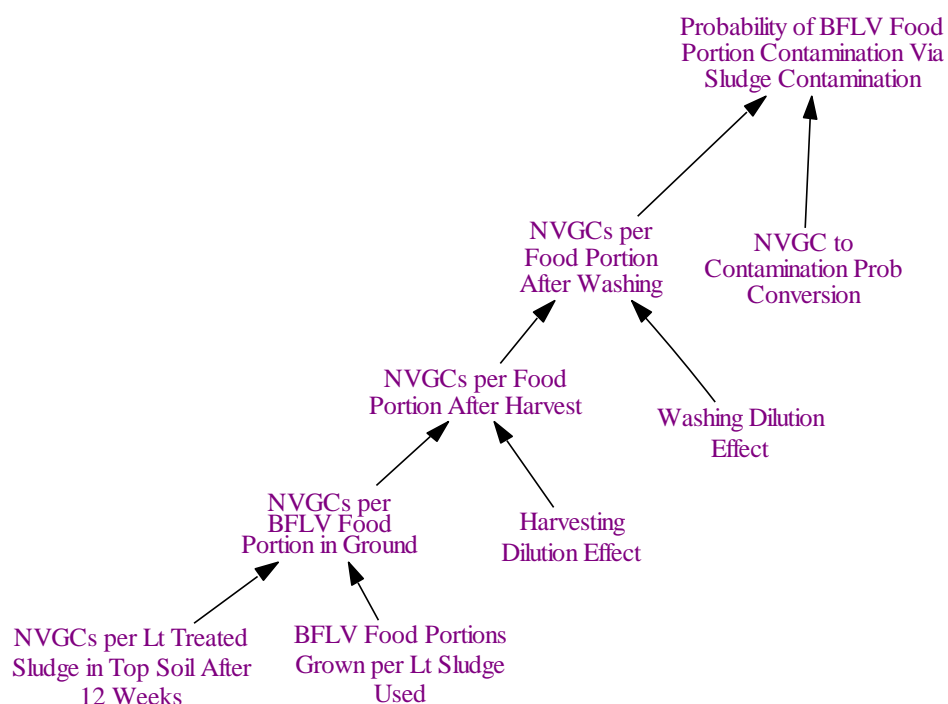 Probability of BFLV Food
Portion Contamination Via
Sludge Contamination
NVGCs per
Food Portion
After Washing
NVGC to
Contamination Prob
Conversion
NVGCs per Food
Portion After Harvest
Washing Dilution
Effect
NVGCs per
BFLV Food
Portion in Ground
Harvesting
Dilution Effect
NVGCs per Lt Treated
Sludge in Top Soil After
12 Weeks
BFLV Food Portions
Grown per Lt Sludge
Used